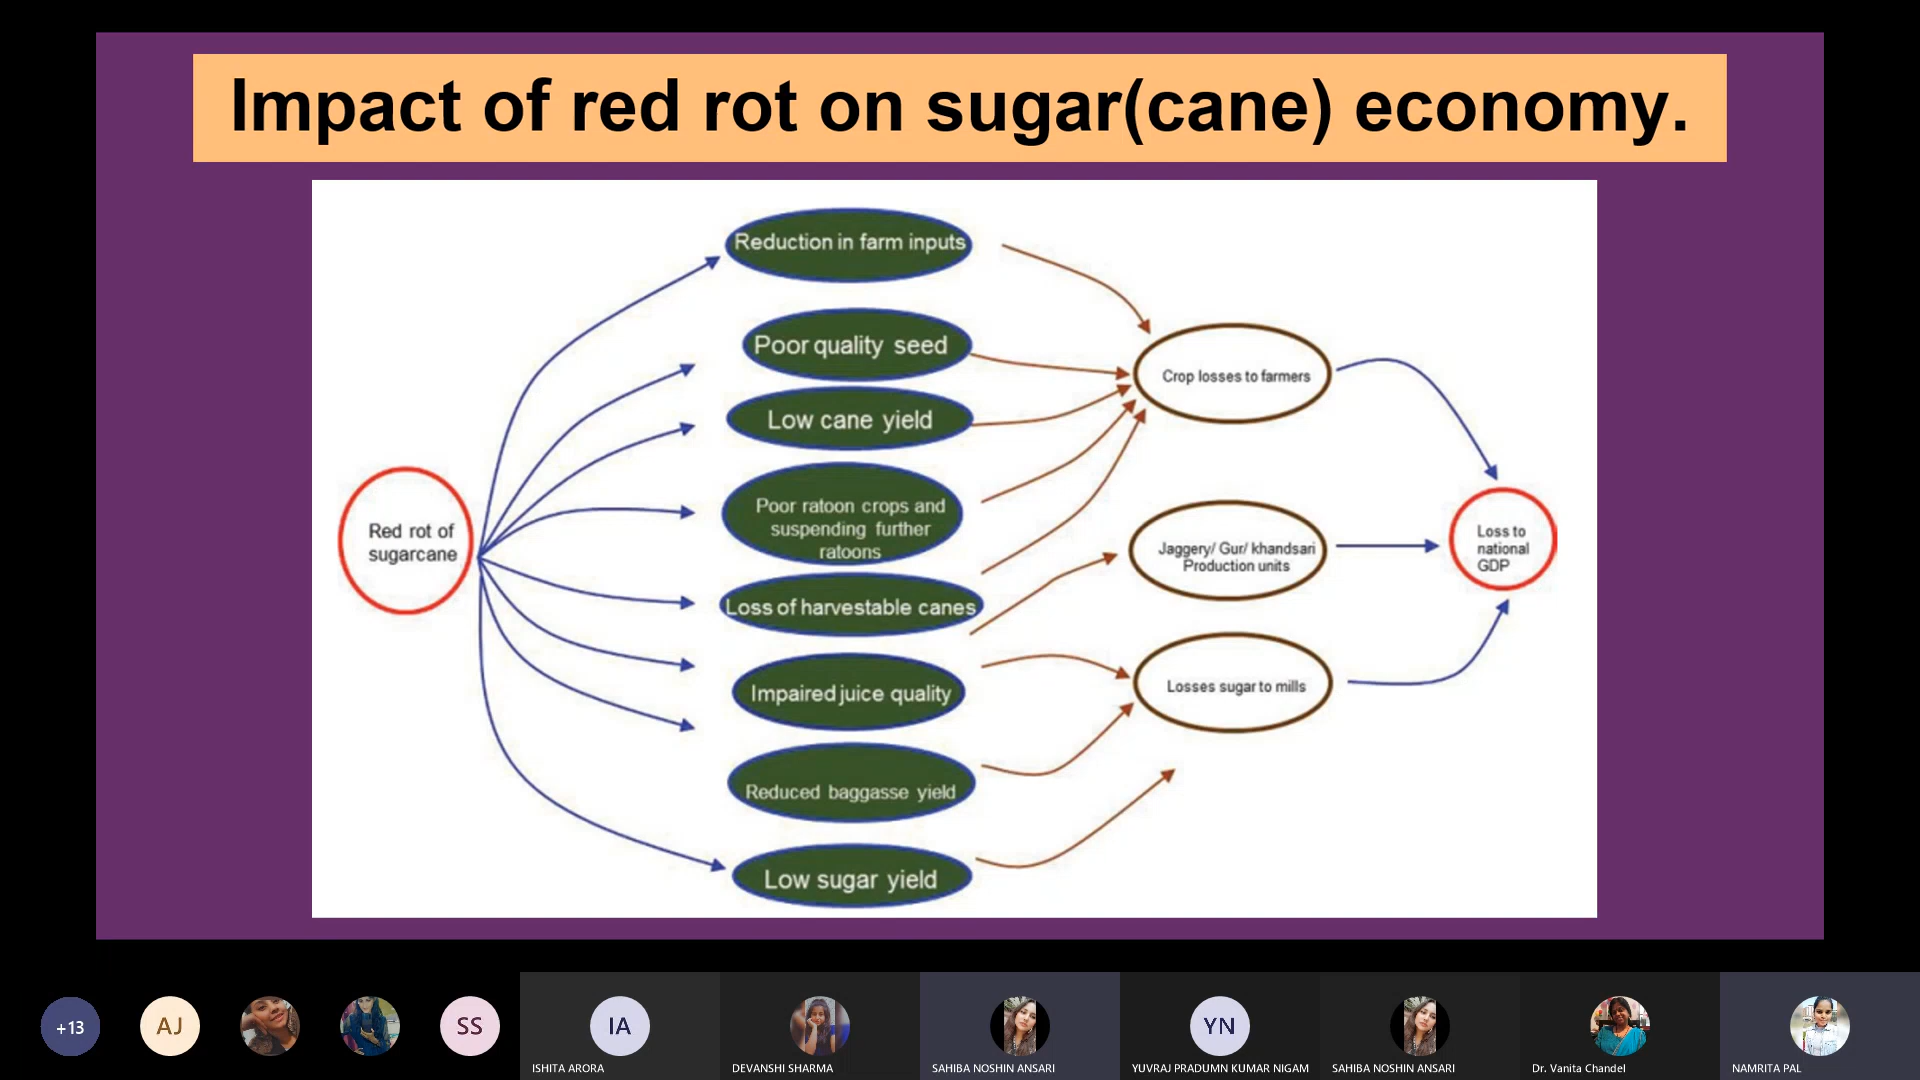 Impact of red rot on sugar(cane) economy.
Reduction in farm inputs
Poor quality seed
Low cane yield
Poor ratoon crops and
suspending further
ratoons
Loss of harvestable canes
Impaired juice quality
Reduced baggasse yield
Low sugar yield
Red rot of
sugarcane
Crop losses to farmers
Jaggery/ Gur/ khandsari
Production units
Losses sugar to mills
Loss to
national
GDP
+13
AJ
SS
IA
ISHITA ARORA
DEVANSHI SHARMA
SAHIBA NOSHIN ANSARI
YN
YUVRAJ PRADUMN KUMAR NIGAM
SAHIBA NOSHIN ANSARI
Dr. Vanita Chandel
NAMRITA PAL